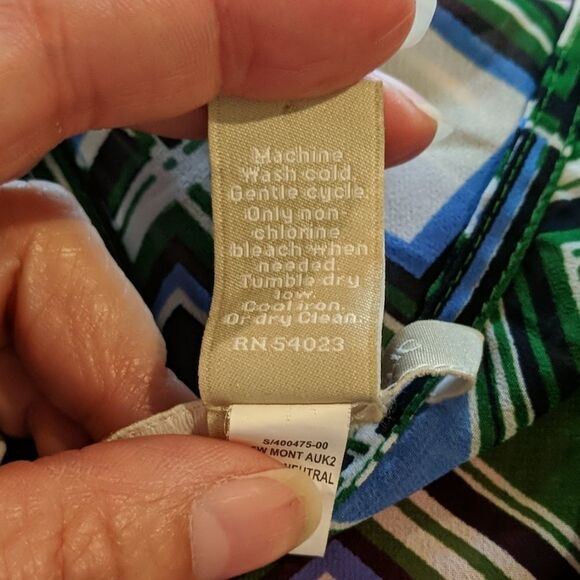 Machine
Wash cold.
Gentle cycle.
Only non-
chlorine
bleach when
needed.
Tumble dry
low.
Cool iron.
Or dry Clean.
RN 54023
S/400475-00
MONT AUK2